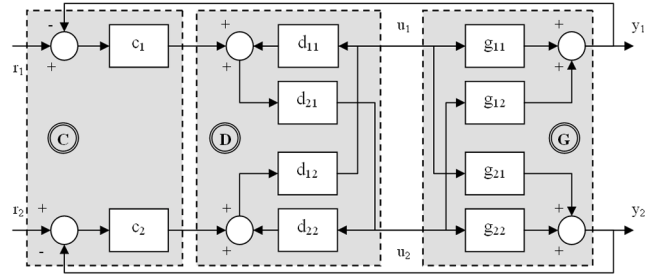 - + u₁ y₁
c₁ d₁₁ g₁₁ +
r₁ + + +
d₂₁ g₁₂
C D G
d₁₂ g₂₁
r₂ + + + y₂
c₂ d₂₂ g₂₂
- + u₂ +